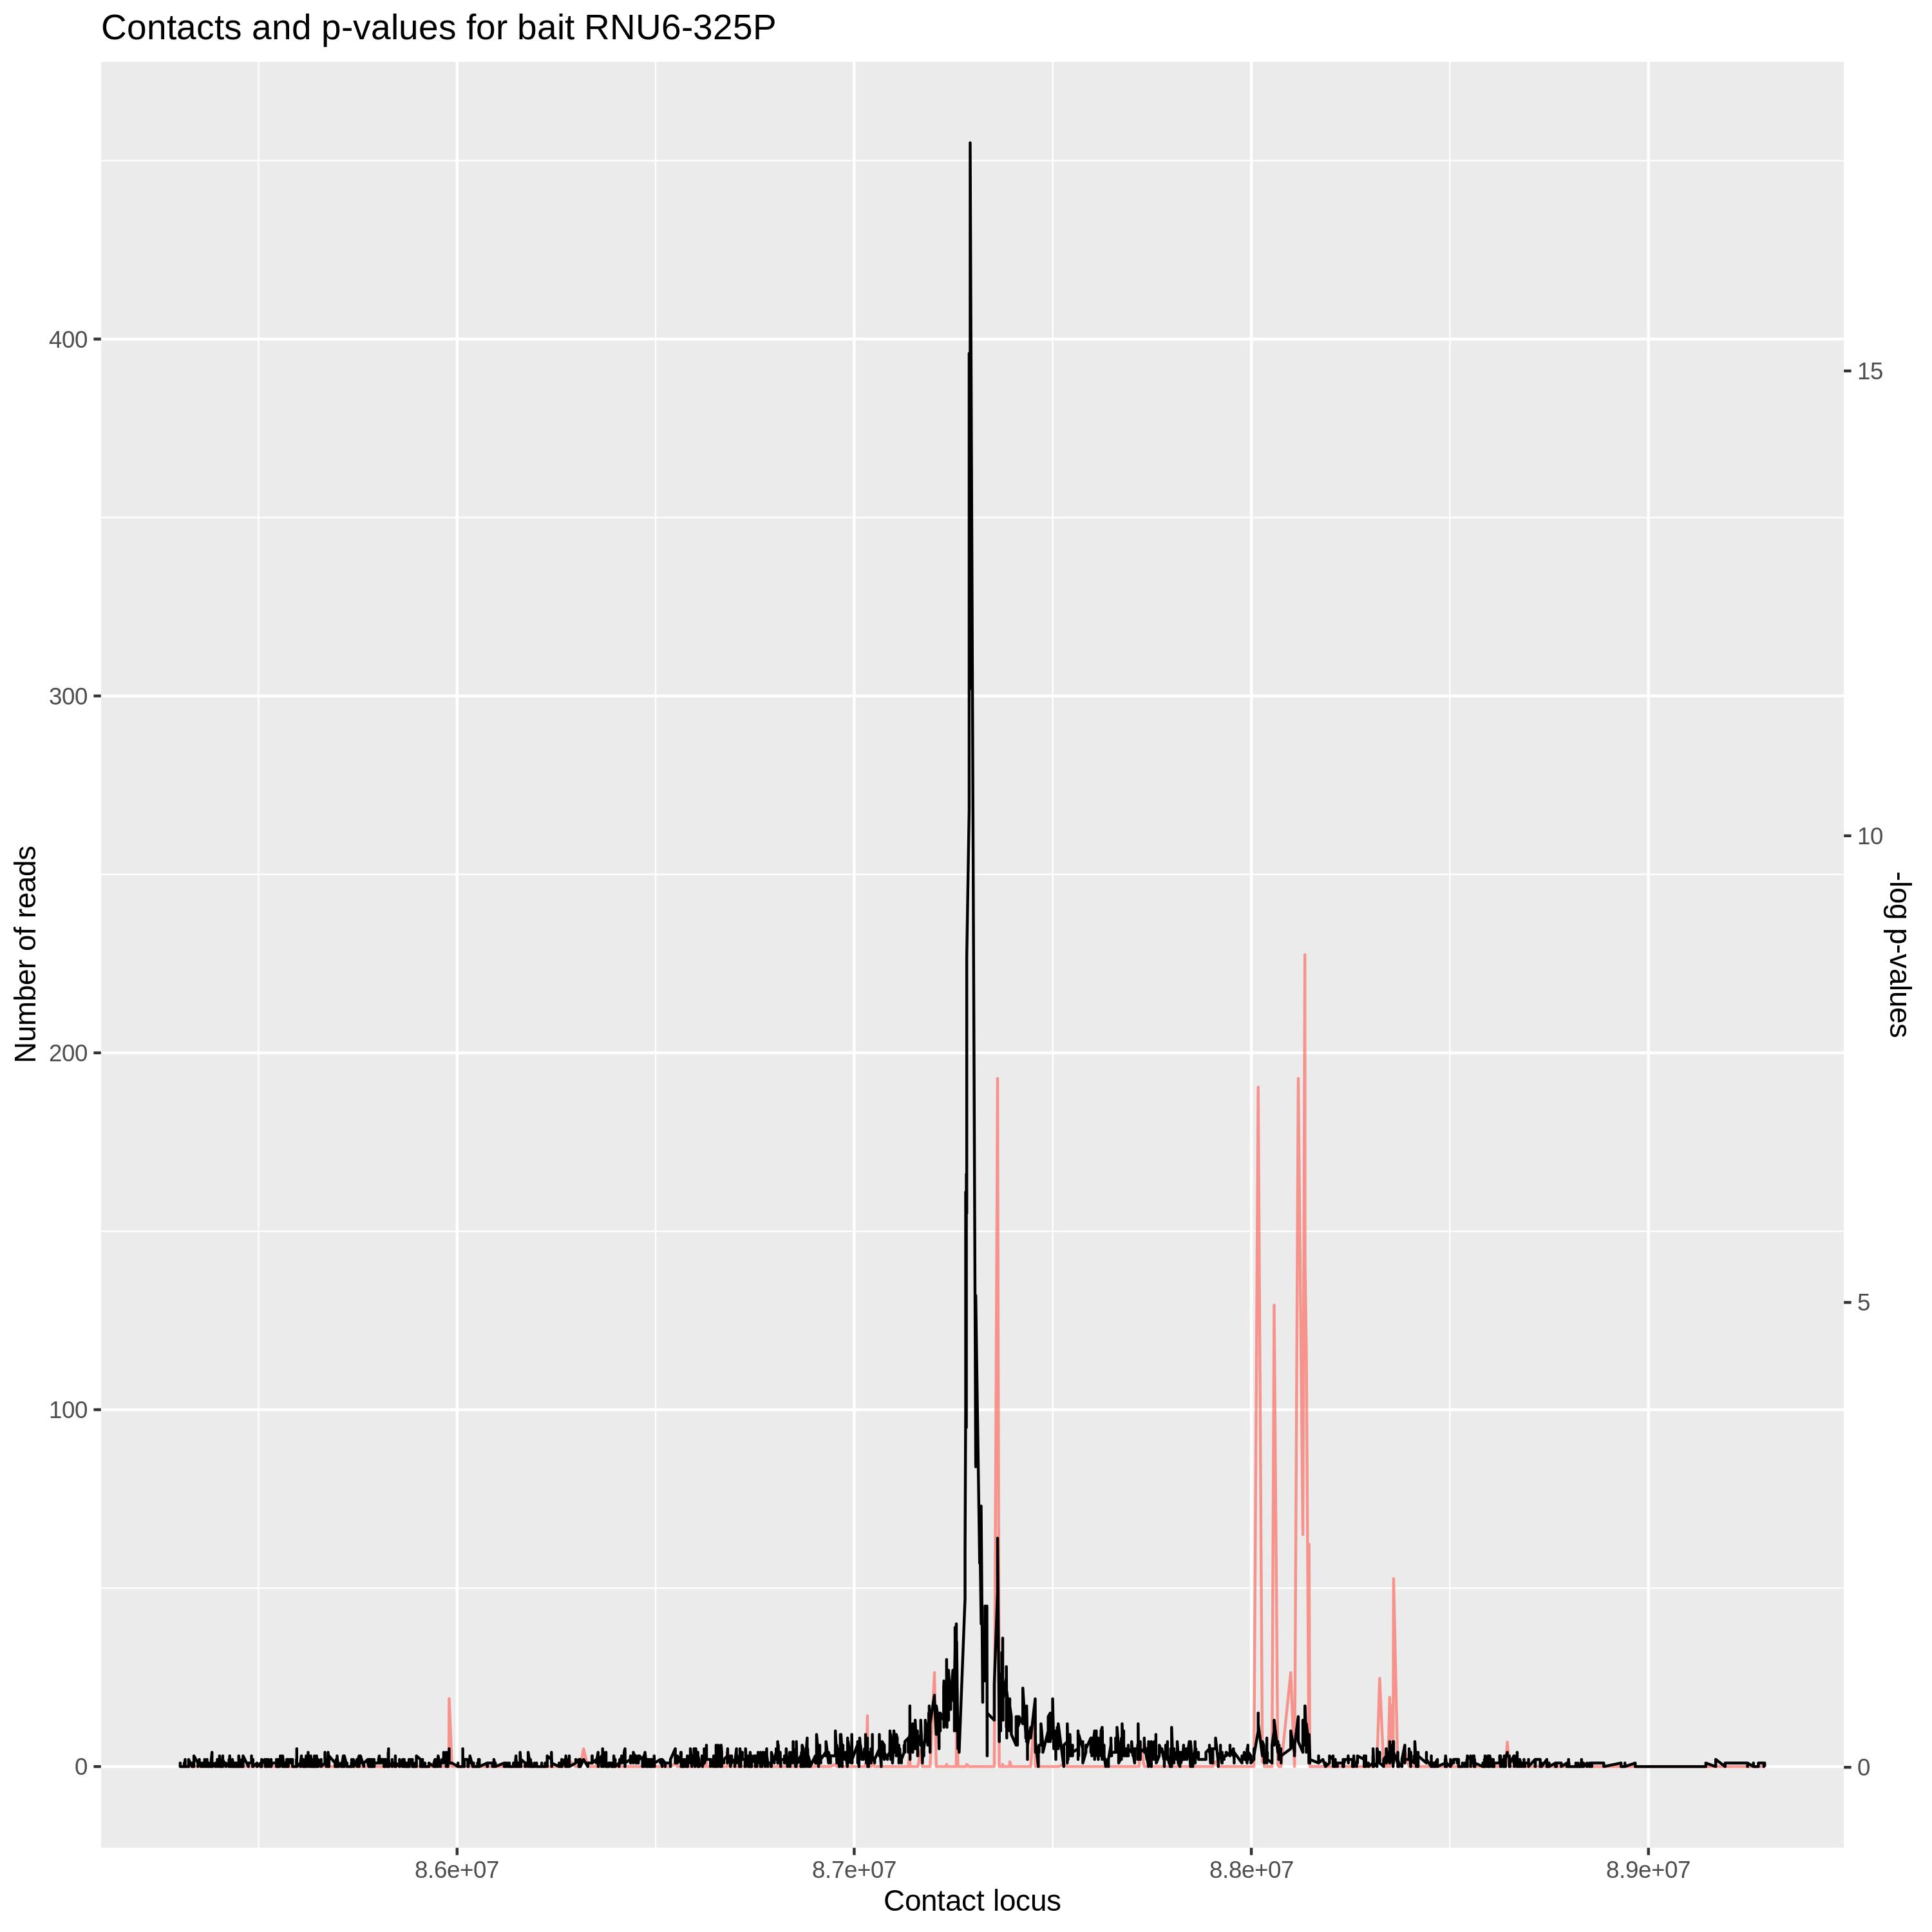 Contacts and p-values for bait RNU6-325P
Number of reads
400
300
200
100
0
15
10
5
0
-log p-values
8.6e+07
8.7e+07
8.8e+07
8.9e+07
Contact locus